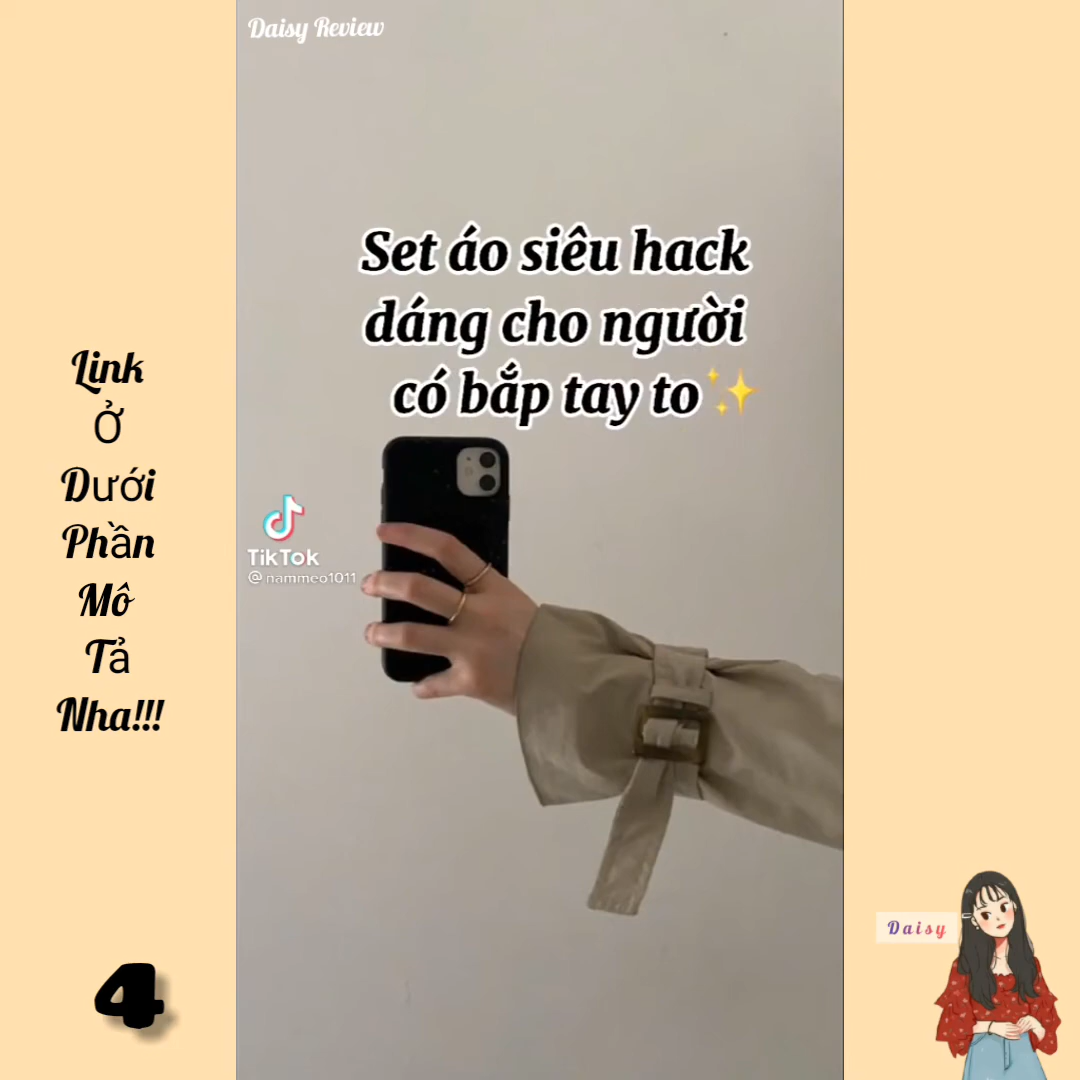 Daisy Review
Set áo siêu hack
dáng cho người
có bắp tay to✨
Link
Ở
Dưới
Phần
Mô
Tả
Nha!!!
TikTok
@nammeo1011
Daisy
4